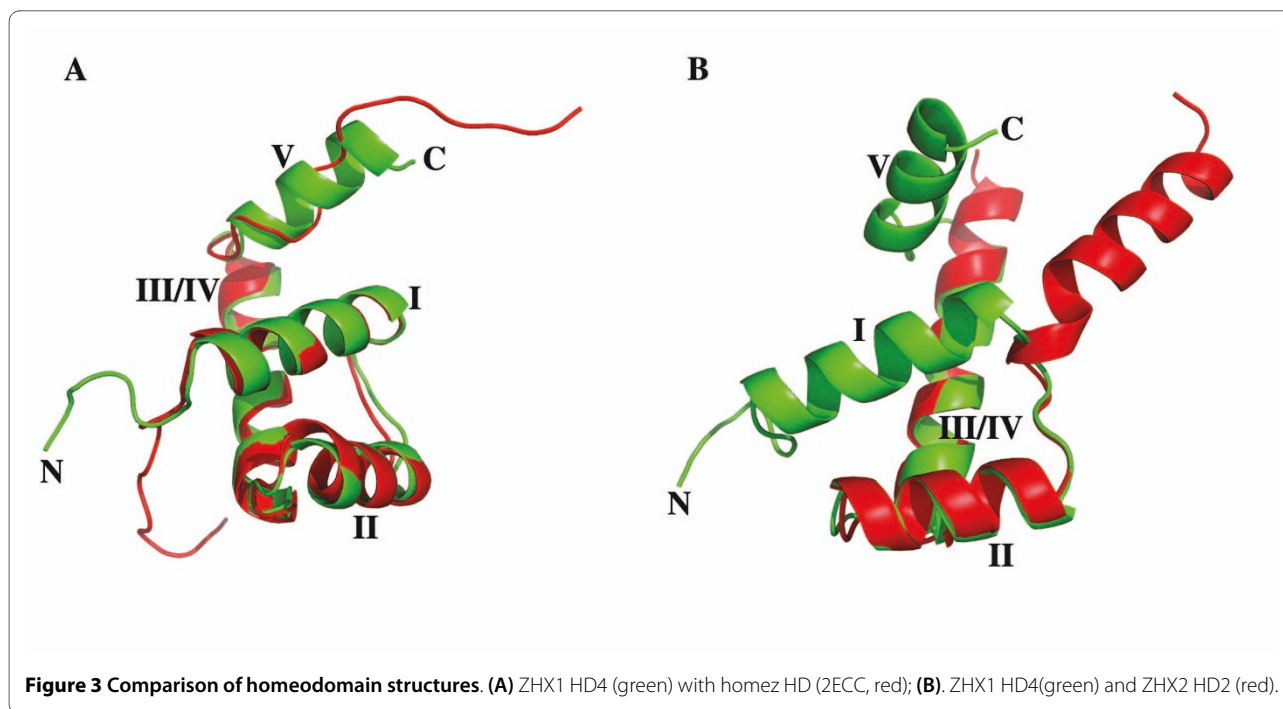 A
B
C
V
C
V
III/IV
I
I
N
III/IV
N
II
II
Figure 3 Comparison of homeodomain structures. (A) ZHX1 HD4 (green) with homez HD (2ECC, red); (B). ZHX1 HD4(green) and ZHX2 HD2 (red).